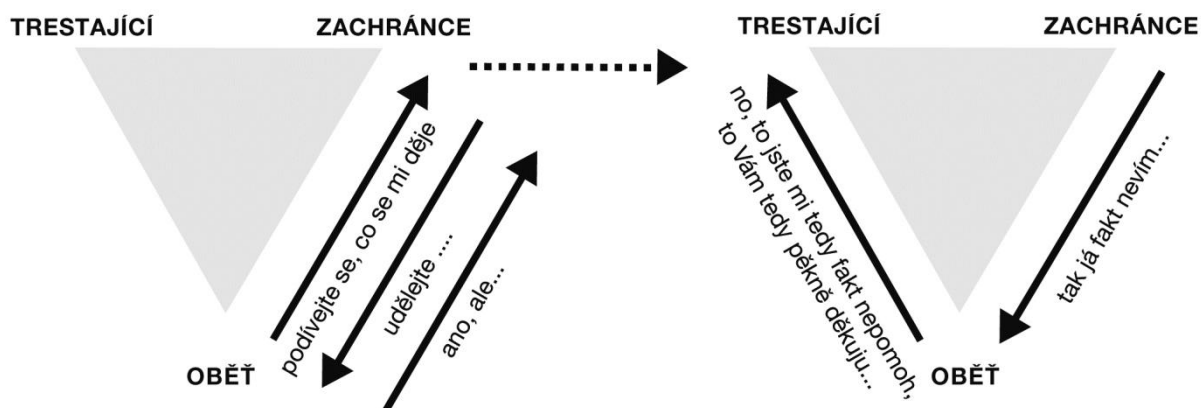 TRESTAJÍCÍ
ZACHRÁNCE
podívejte se, co se mi děje
udělejte ....
ano, ale...
OBĚŤ
TRESTAJÍCÍ
ZACHRÁNCE
no, to jste mi tedy fakt nepomoh,
to Vám tedy pěkně děkuju...
tak já fakt nevím...
OBĚŤ